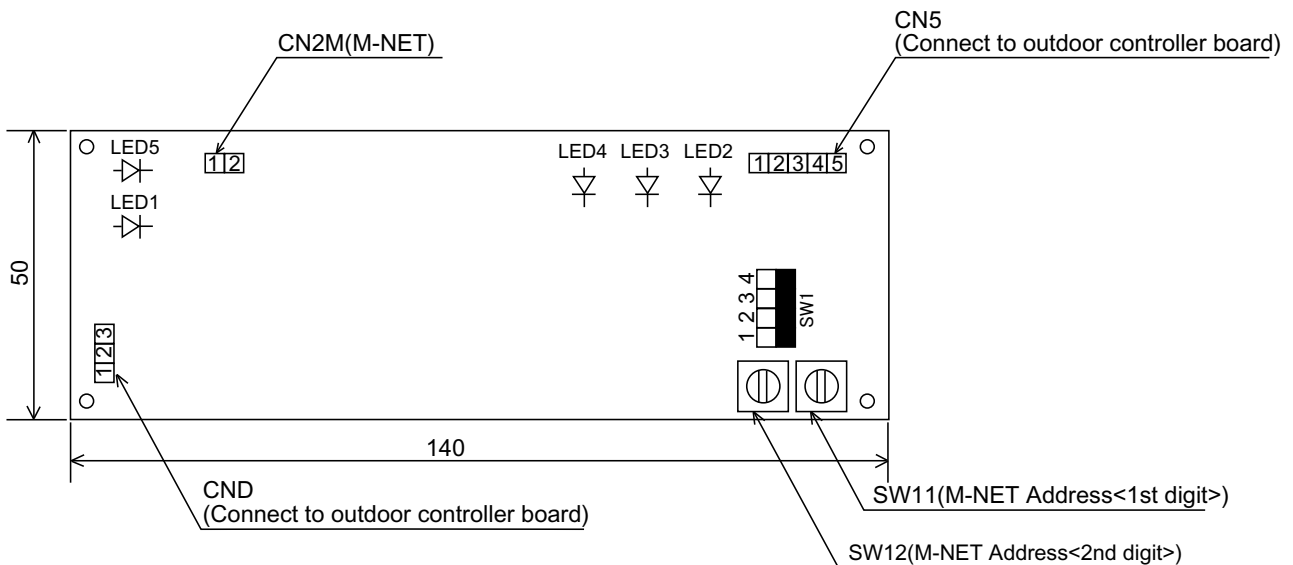 CN5
(Connect to outdoor controller board)
CN2M(M-NET)
LED5
1 2
LED4 LED3 LED2
1 2 3 4 5
LED1
50
1 2 3 4
SW1
1 2 3
140
CND
(Connect to outdoor controller board)
SW11(M-NET Address<1st digit>)
SW12(M-NET Address<2nd digit>)